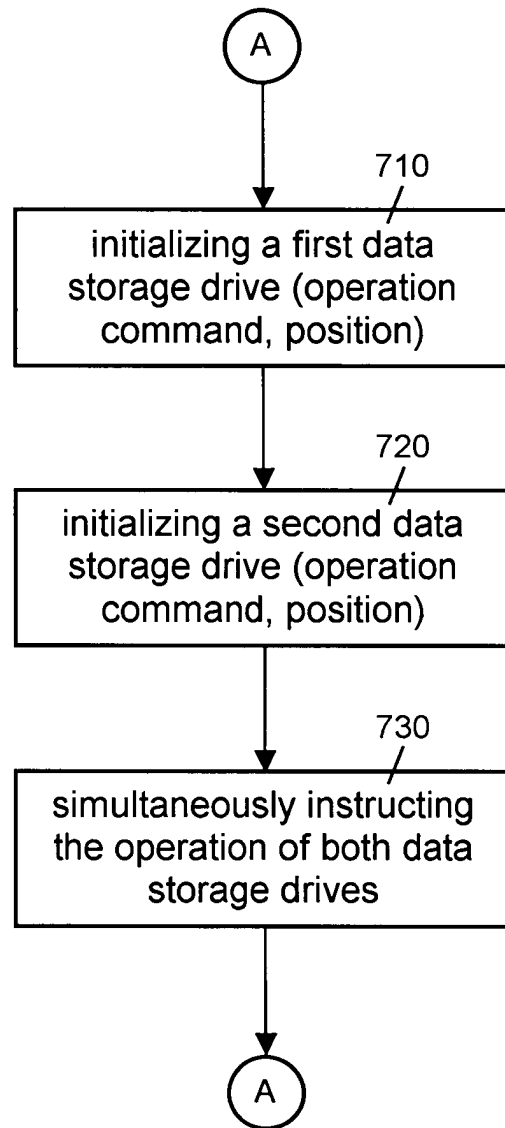 A
710
initializing a first data
storage drive (operation
command, position)
720
initializing a second data
storage drive (operation
command, position)
730
simultaneously instructing
the operation of both data
storage drives
A